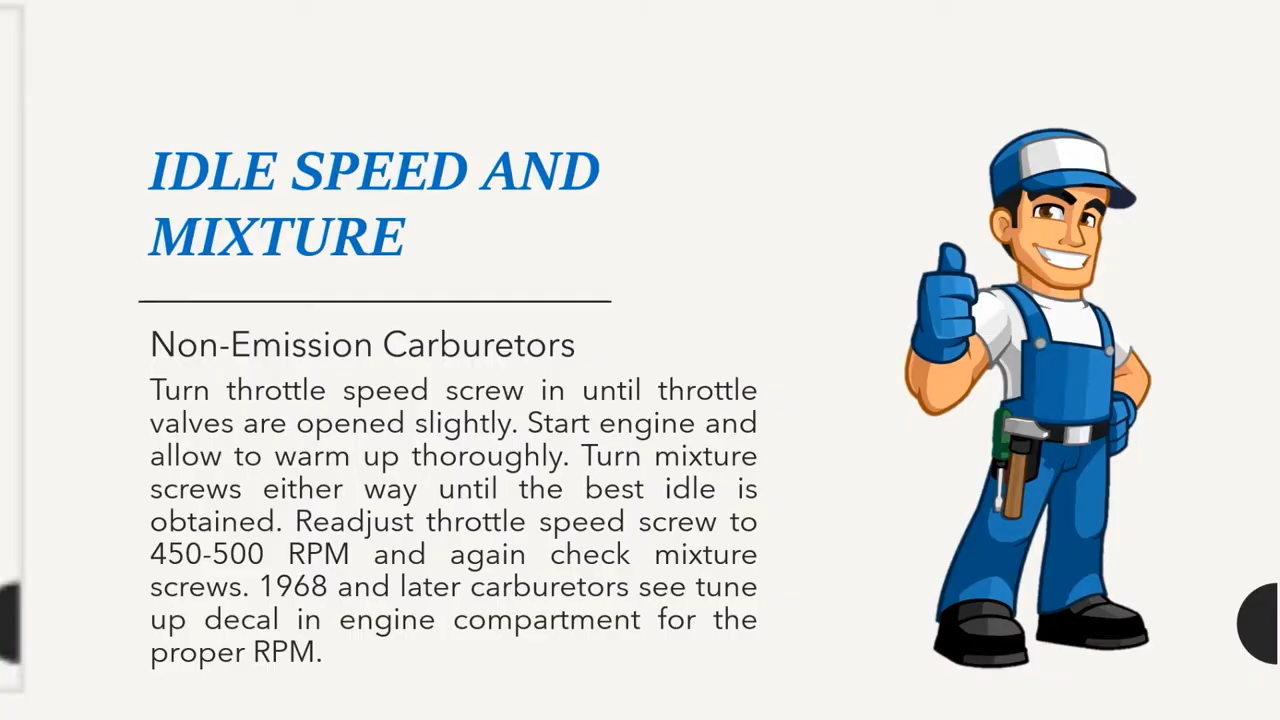 IDLE SPEED AND
MIXTURE
Non-Emission Carburetors
Turn throttle speed screw in until throttle
valves are opened slightly. Start engine and
allow to warm up thoroughly. Turn mixture
screws either way until the best idle is
obtained. Readjust throttle speed screw to
450-500 RPM and again check mixture
screws. 1968 and later carburetors see tune
up decal in engine compartment for the
proper RPM.